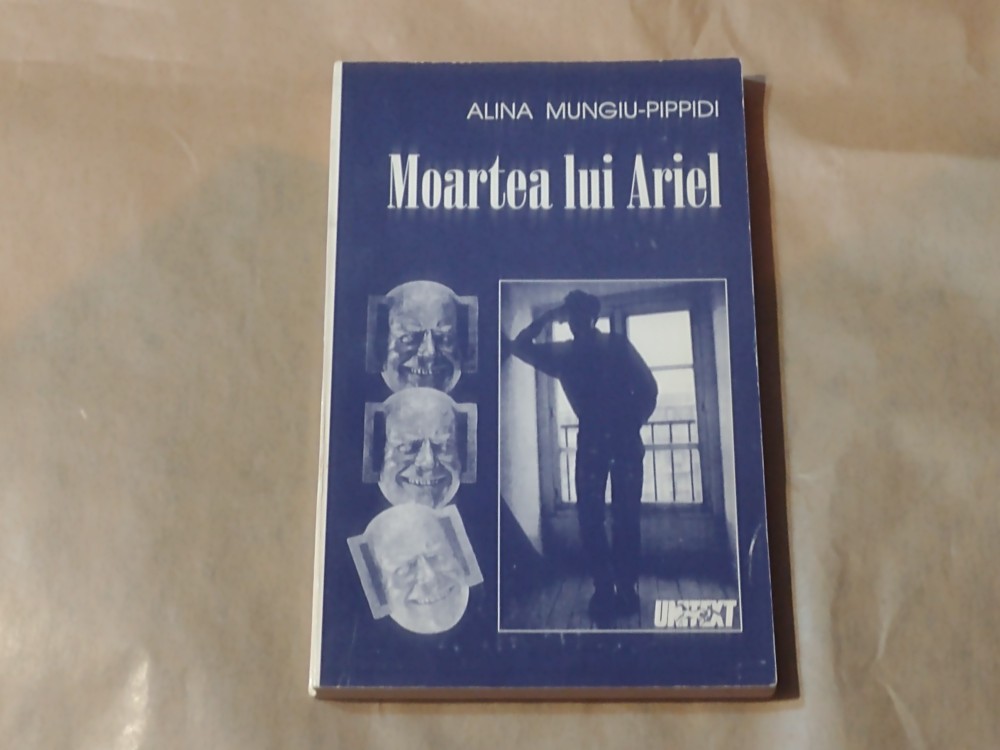 ALINA MUNGIU-PIPPIDI
Moartea lui Ariel
UNITEXT